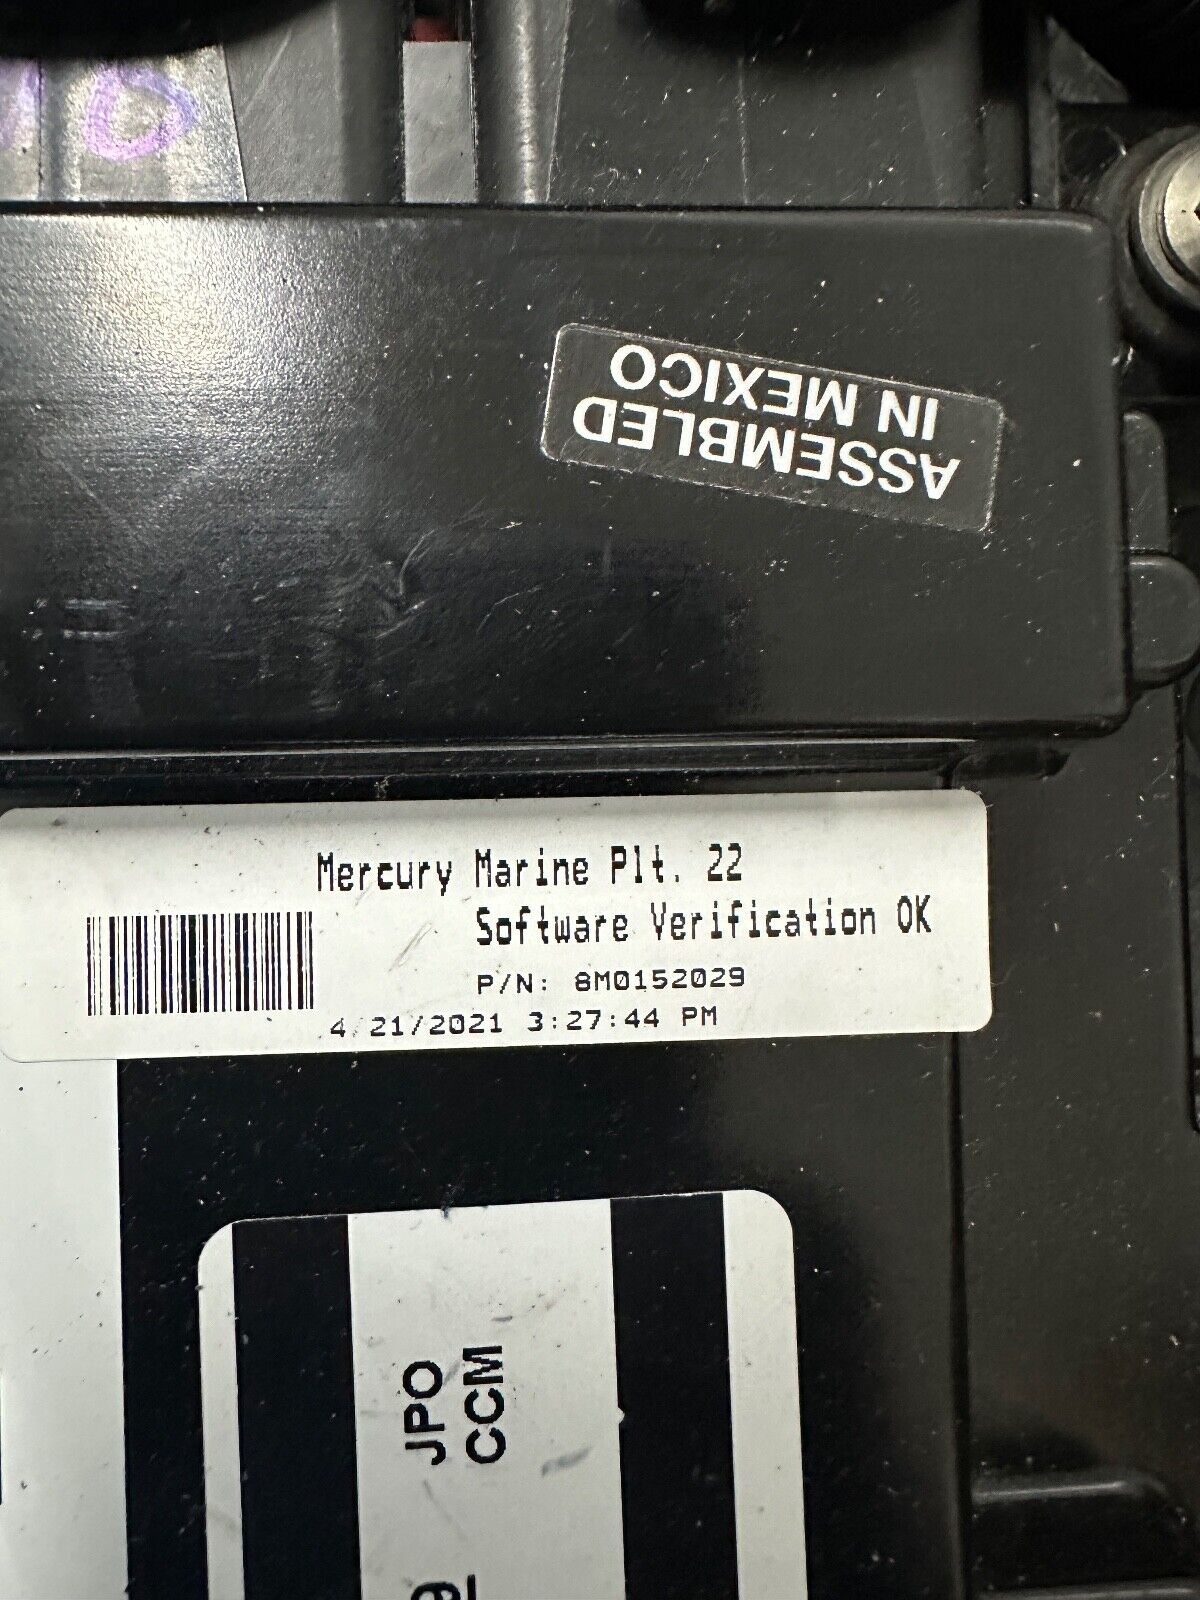 ASSEMBLED
IN MEXICO
Mercury Marine Plt. 22
Software Verification OK
P/N: 8M0152029
4/21/2021 3:27:44 PM
JPO
CCM
9